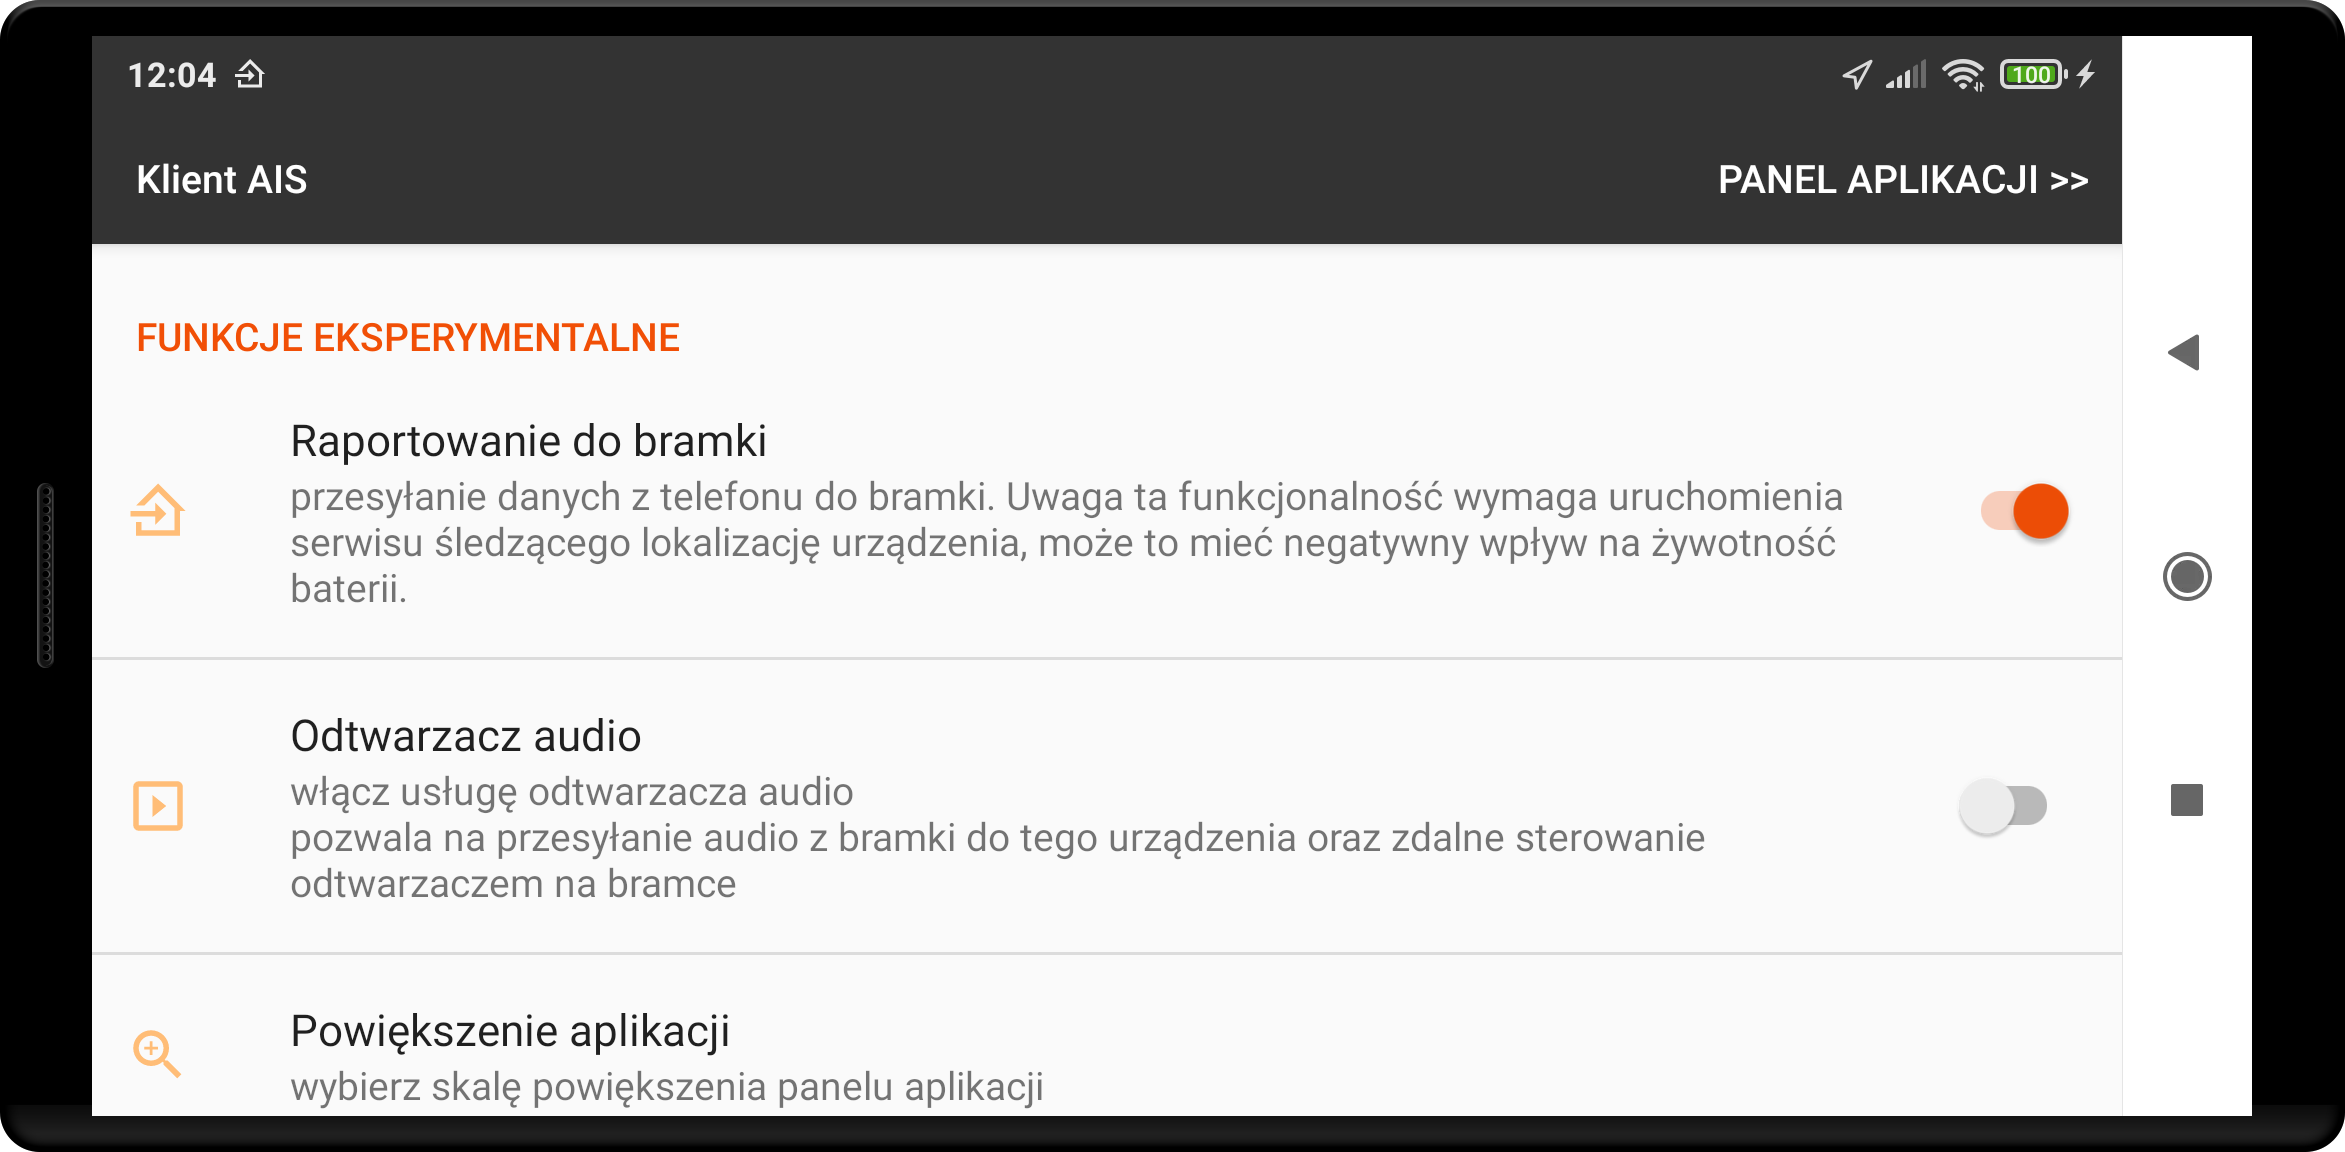 12:04
100
Klient AIS
PANEL APLIKACJI >>
FUNKCJE EKSPERYMENTALNE
Raportowanie do bramki
przesyłanie danych z telefonu do bramki. Uwaga ta funkcjonalność wymaga uruchomienia
serwisu śledzącego lokalizację urządzenia, może to mieć negatywny wpływ na żywotność
baterii.
Odtwarzacz audio
włącz usługę odtwarzacza audio
pozwala na przesyłanie audio z bramki do tego urządzenia oraz zdalne sterowanie
odtwarzaczem na bramce
Powiększenie aplikacji
wybierz skalę powiększenia panelu aplikacji